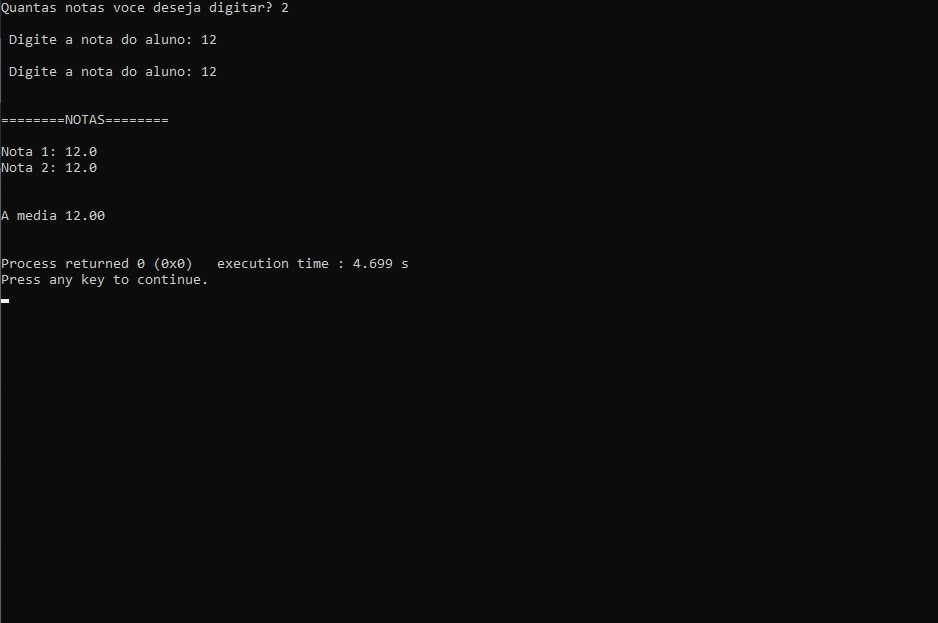 Quantas notas voce deseja digitar? 2
Digite a nota do aluno: 12
Digite a nota do aluno: 12
========NOTAS========
Nota 1: 12.0
Nota 2: 12.0
A media 12.00
Process returned 0 (0x0)   execution time : 4.699 s
Press any key to continue.